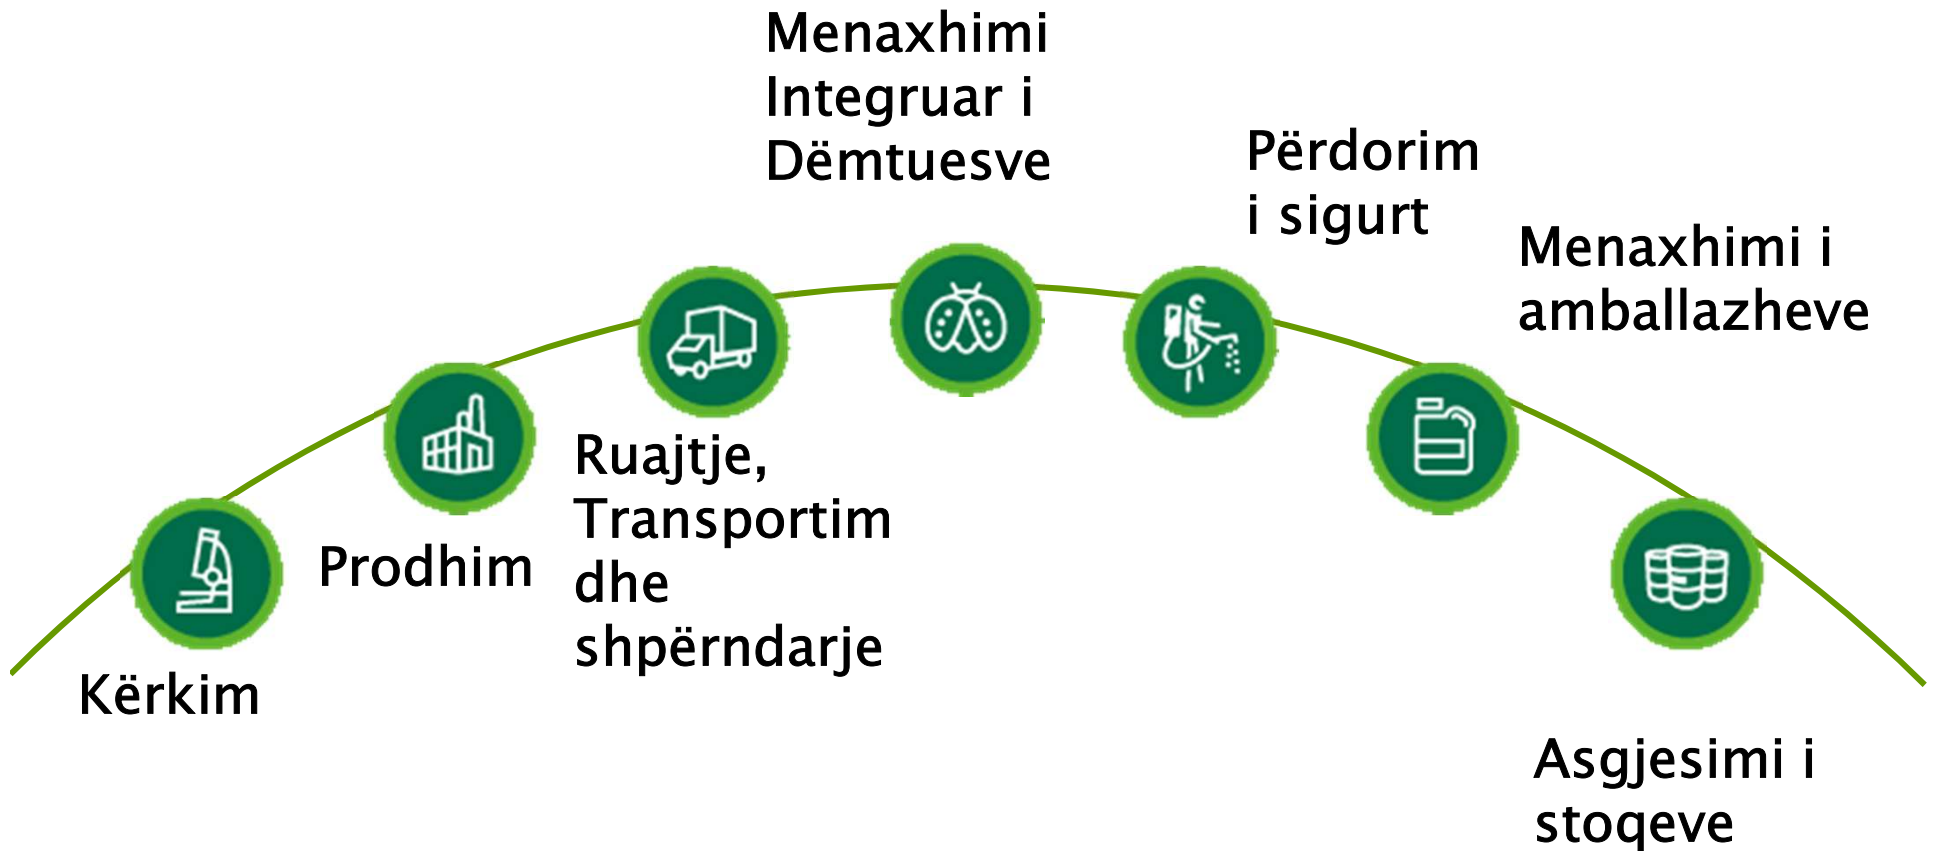 Kërkim
Prodhim
Ruajtje,
Transportim
dhe
shpërndarje
Menaxhimi
Integruar i
Dëmtuesve
Përdorim
i sigurt
Menaxhimi i
amballazheve
Asgjesimi i
stoqeve